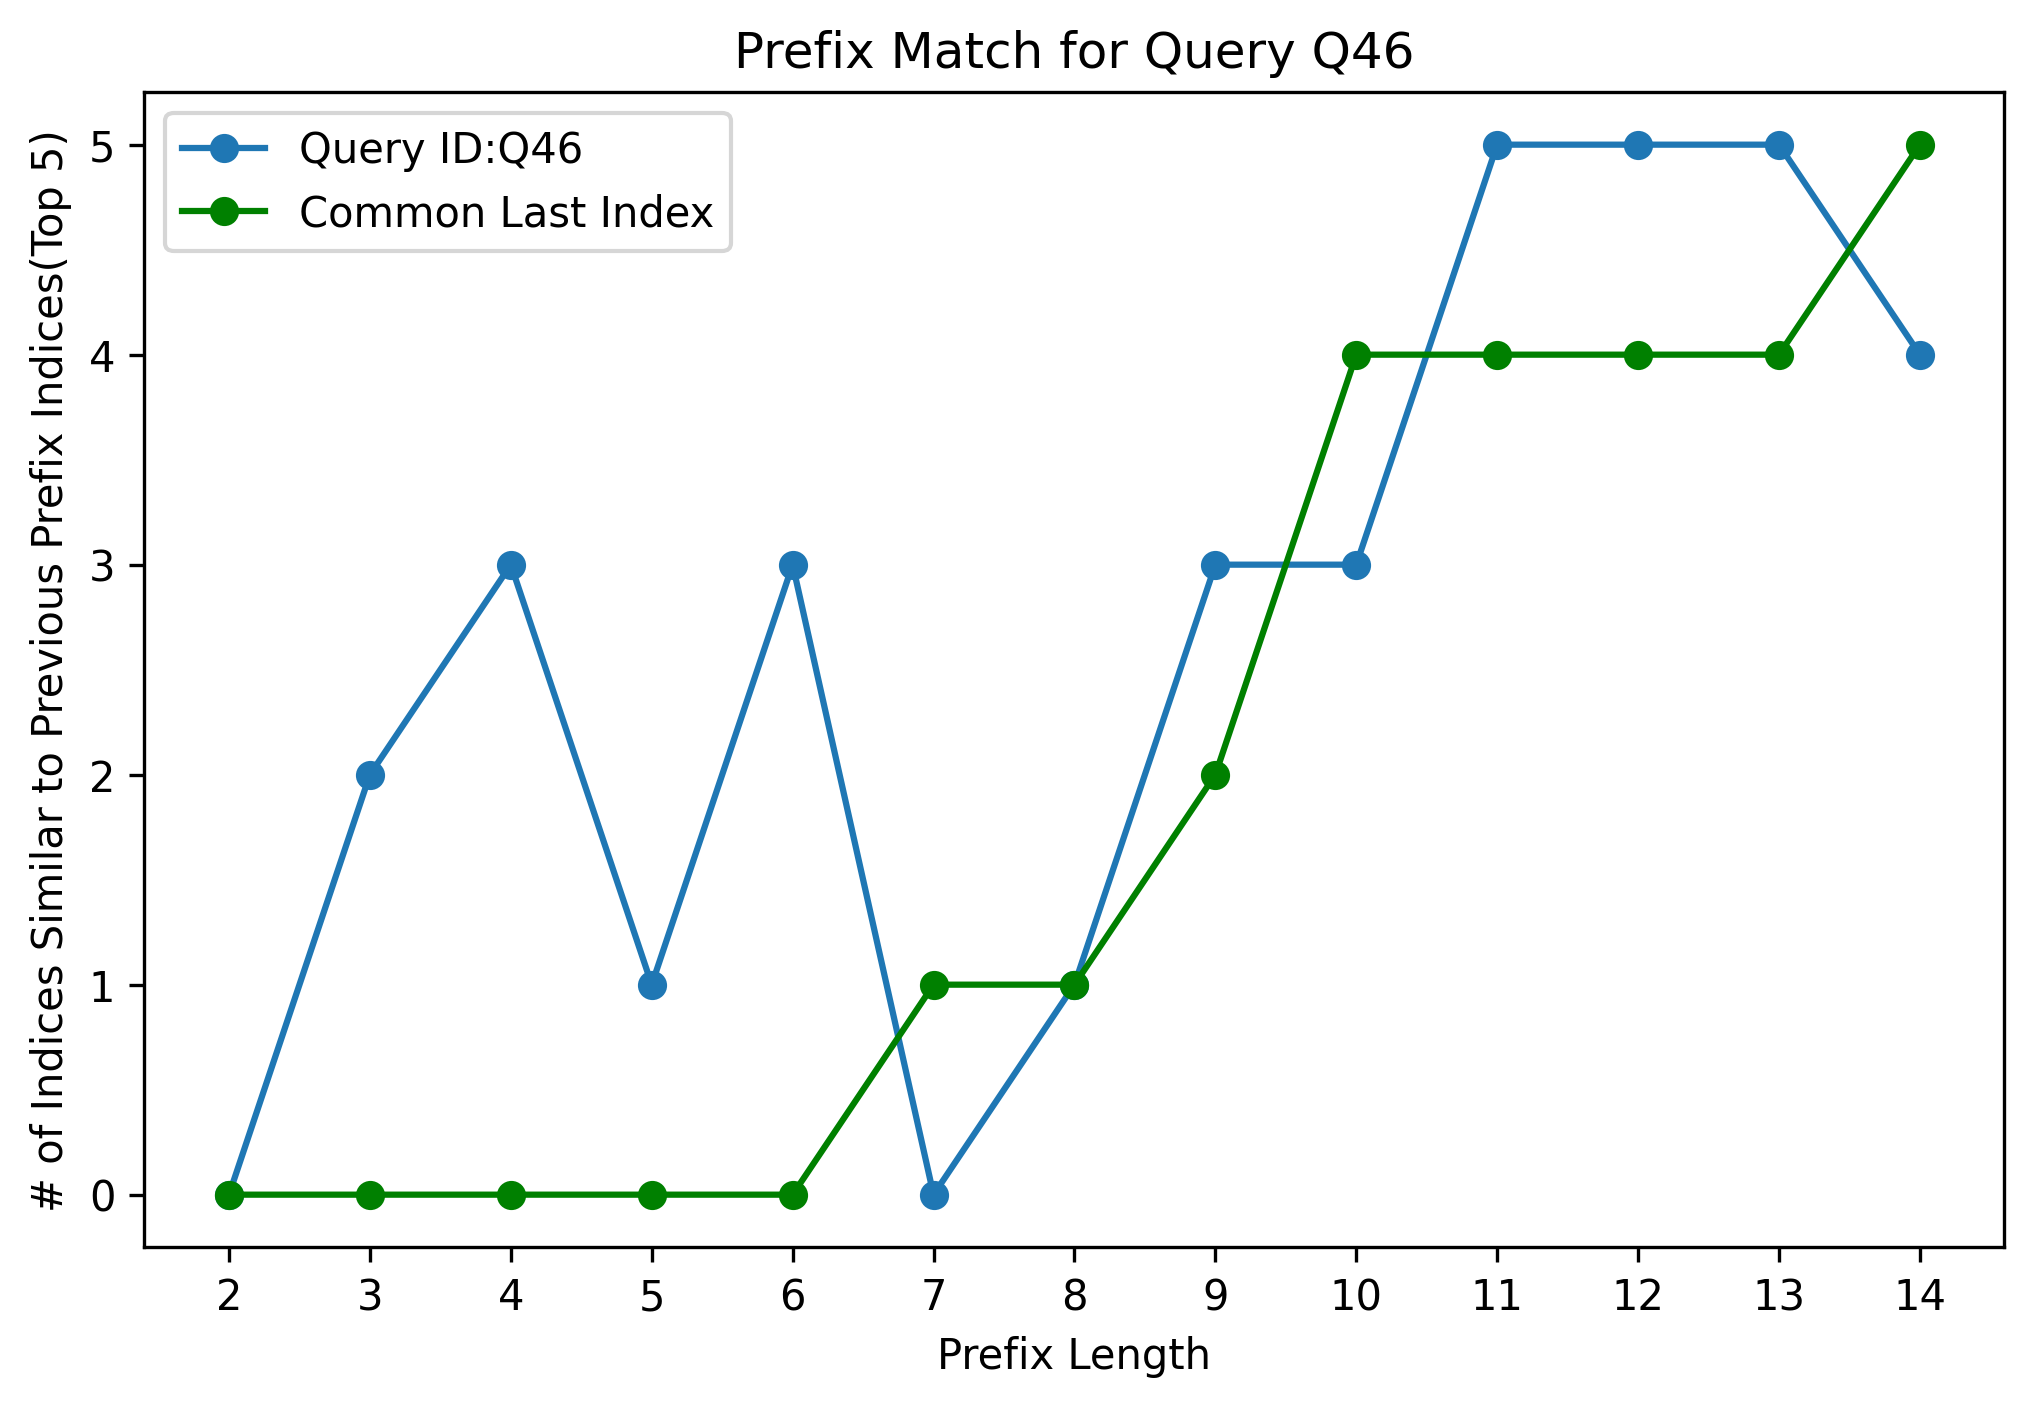 Prefix Match for Query Q46
Query ID:Q46
Common Last Index
# of Indices Similar to Previous Prefix Indices(Top 5)
5
4
3
2
1
0
2 3 4 5 6 7 8 9 10 11 12 13 14
Prefix Length